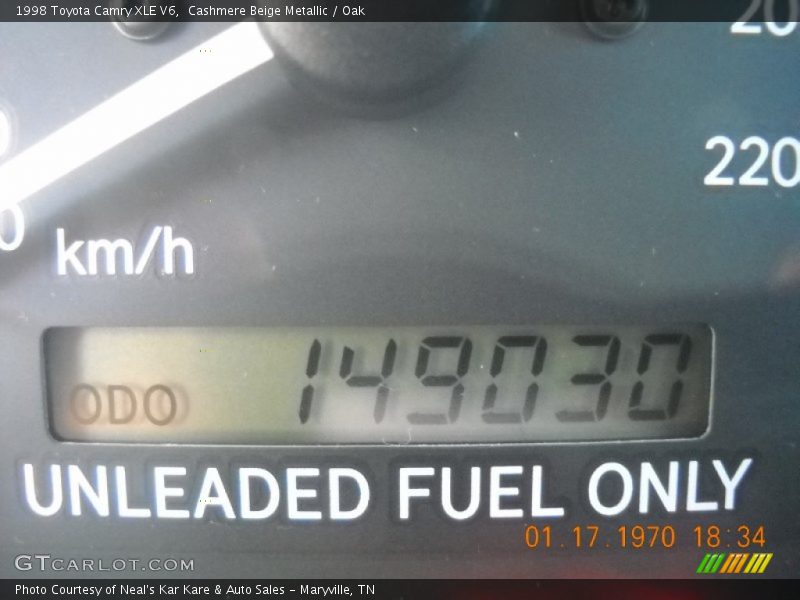 1998 Toyota Camry XLE V6,  Cashmere Beige Metallic / Oak
20
220
0
km/h
ODO 149030
UNLEADED FUEL ONLY
01.17.1970 18:34
GTCARLOT.COM
Photo Courtesy of Neal's Kar Kare & Auto Sales - Maryville, TN